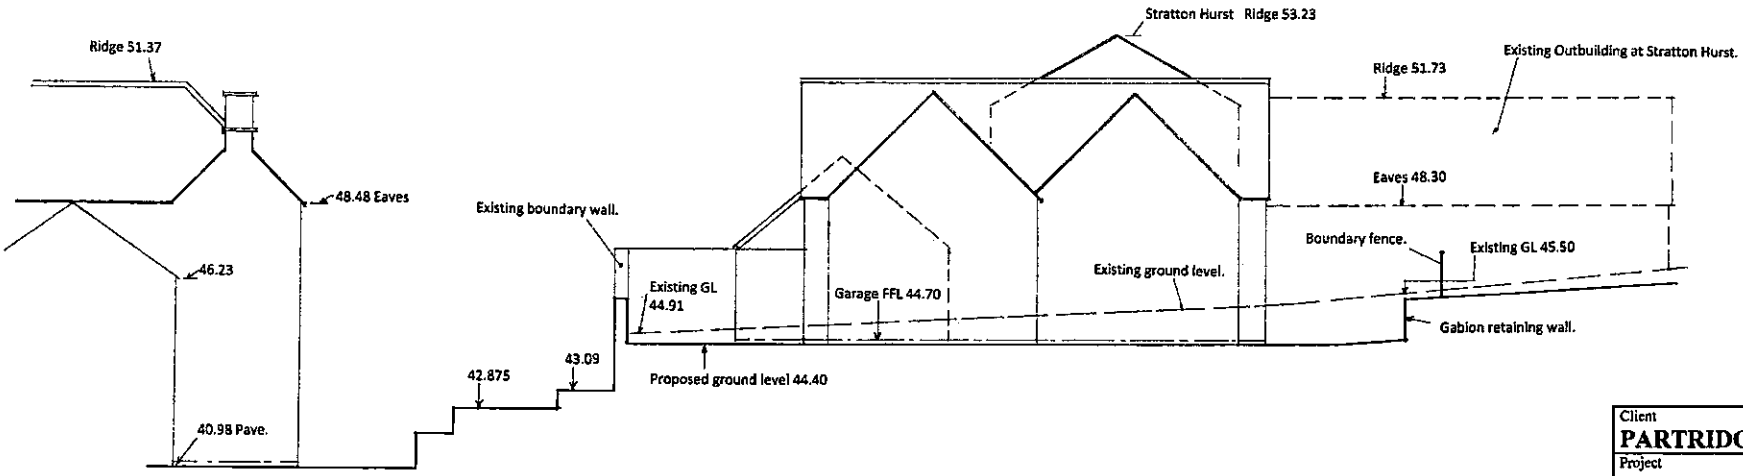 Stratton Hurst Ridge 53.23
Ridge 51.37
Existing Outbuilding at Stratton Hurst.
Ridge 51.73
Eaves 48.30
48.48 Eaves
Existing boundary wall.
Boundary fence.
Existing GL 45.50
46.23
Existing GL
44.91
Garage FFL 44.70
Existing ground level.
Gabion retaining wall.
43.09
42.875
Proposed ground level 44.40
40.98 Pave.
Client
Project